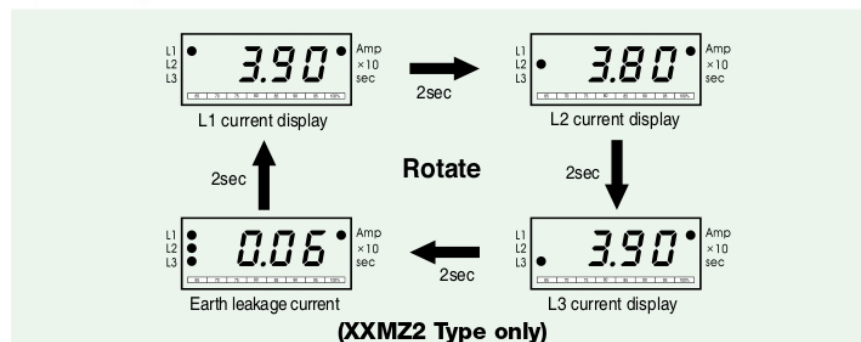 L1 3.90 Amp
L2 ×10
L3 sec
L1 current display
2sec
L1 3.80 Amp
L2 ×10
L3 sec
L2 current display
2sec
Rotate
2sec
L1 0.06 Amp
L2 ×10
L3 sec
Earth leakage current
2sec
L1 3.90 Amp
L2 ×10
L3 sec
L3 current display
(XXMZ2 Type only)